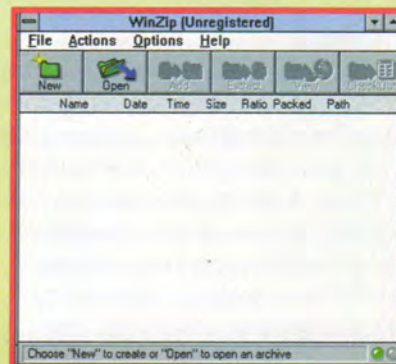 WinZip (Unregistered)
File Actions Options Help
New Open Add Extract View CheckOut
Name Date Time Size Ratio Packed Path
Choose "New" to create or "Open" to open an archive